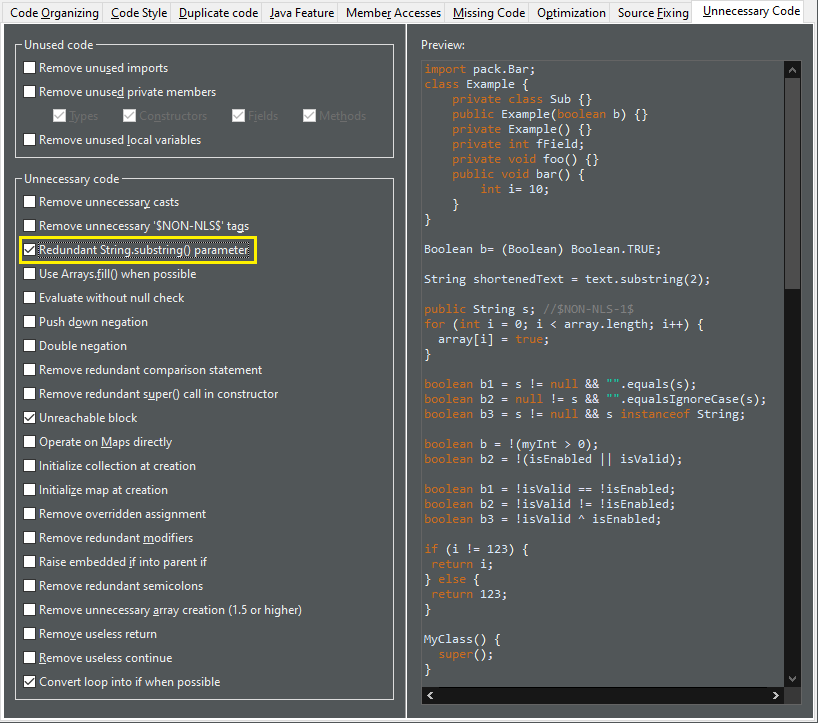 Code Organizing Code Style Duplicate code Java Feature Member Accesses Missing Code Optimization Source Fixing Unnecessary Code
Unused code
Remove unused imports
Remove unused private members
Types Constructors Fields Methods
Remove unused local variables
Unnecessary code
Remove unnecessary casts
Remove unnecessary '$NON-NLS$' tags
Redundant String.substring() parameter
Use Arrays.fill() when possible
Evaluate without null check
Push down negation
Double negation
Remove redundant comparison statement
Remove redundant super() call in constructor
Unreachable block
Operate on Maps directly
Initialize collection at creation
Initialize map at creation
Remove overridden assignment
Remove redundant modifiers
Raise embedded if into parent if
Remove redundant semicolons
Remove unnecessary array creation (1.5 or higher)
Remove useless return
Remove useless continue
Convert loop into if when possible
Preview:
import pack.Bar;
class Example {
    private class Sub {}
    public Example(boolean b) {}
    private Example() {}
    private int fField;
    private void foo() {}
    public void bar() {
        int i= 10;
    }
}
Boolean b= (Boolean) Boolean.TRUE;
String shortenedText = text.substring(2);
public String s; //$NON-NLS-1$
for (int i = 0; i < array.length; i++) {
  array[i] = true;
}
boolean b1 = s != null && "".equals(s);
boolean b2 = null != s && "".equalsIgnoreCase(s);
boolean b3 = s != null && s instanceof String;
boolean b = !(myInt > 0);
boolean b2 = !(isEnabled || isValid);
boolean b1 = !isValid == !isEnabled;
boolean b2 = !isValid != !isEnabled;
boolean b3 = !isValid ^ isEnabled;
if (i != 123) {
 return i;
} else {
 return 123;
}
MyClass() {
  super();
}